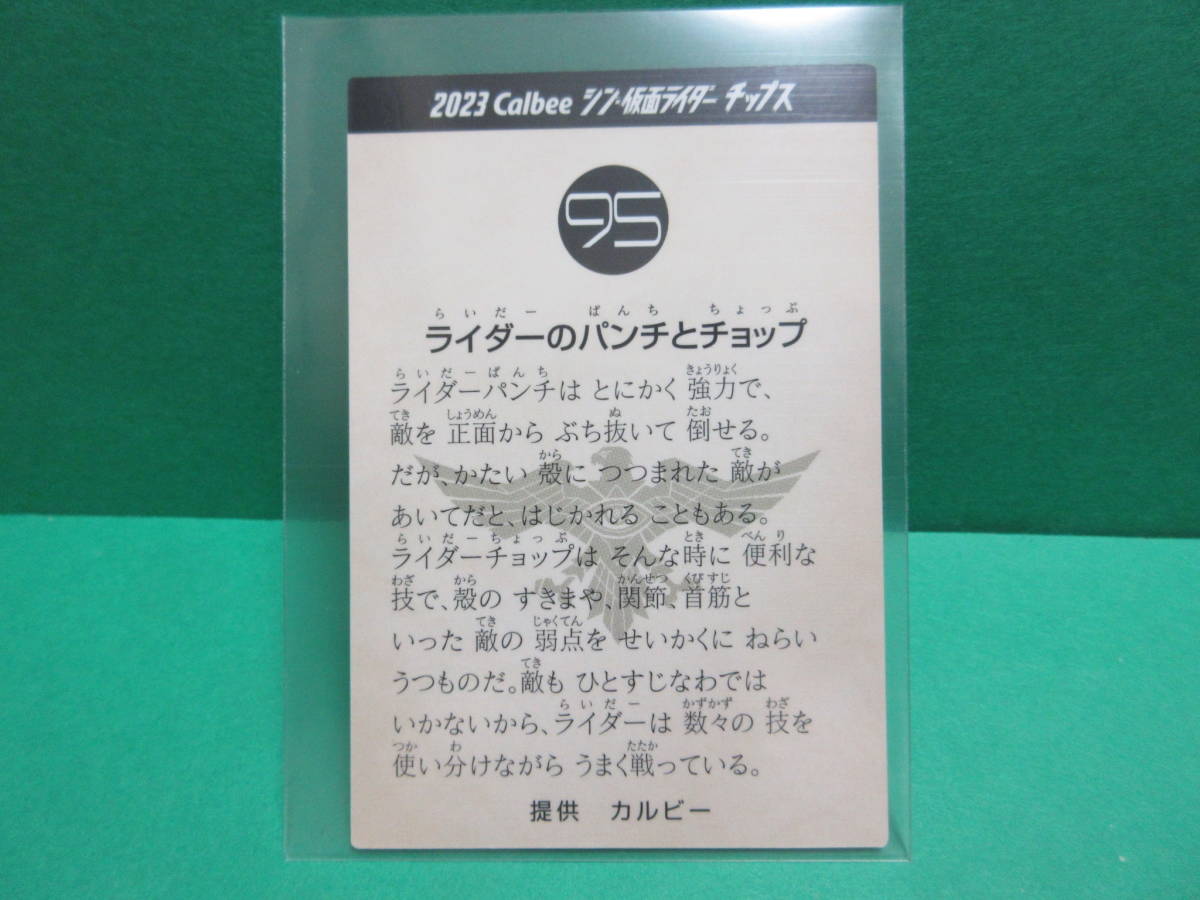 2023 Calbee シン・仮面ライダー チップス
95
らいだー ぱんち ちょっぷ
ライダーのパンチとチョップ
らいだーぱんち きょうりょく
ライダーパンチは とにかく 強力で、
てき しょうめん ぬ たお
敵を 正面から ぶち抜いて 倒せる。
から てき
だが、かたい 殻に つつまれた 敵が
あいてだと、はじかれる こともある。
らいだーちょっぷ とき べんり
ライダーチョップは そんな時に 便利な
わざ から かんせつ くびすじ
技で、殻の すきまや、関節、首筋と
てき じゃくてん
いった 敵の 弱点を せいかくに ねらい
てき
うつものだ。敵も ひとすじなわでは
らいだー かずかず わざ
いかないから、ライダーは 数々の 技を
つか わ たたか
使い分けながら うまく戦っている。
提供 カルビー